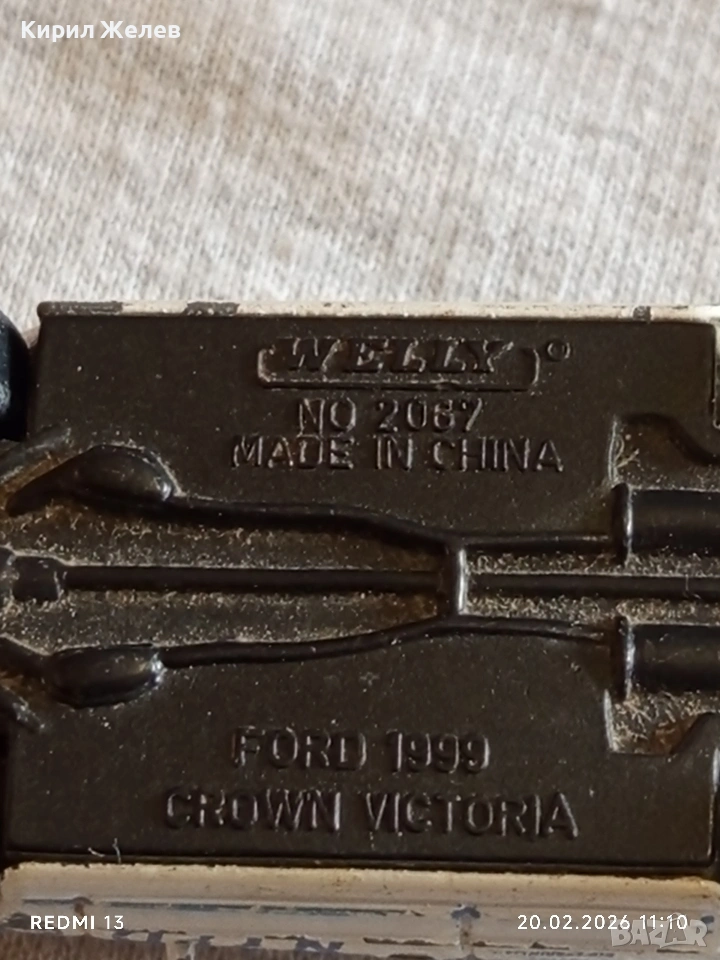 Кирил Желев
WELLY®
NO 2067
MADE IN CHINA
FORD 1999
CROWN VICTORIA
REDMI 13
20.02.2026 11:10
BAZAR